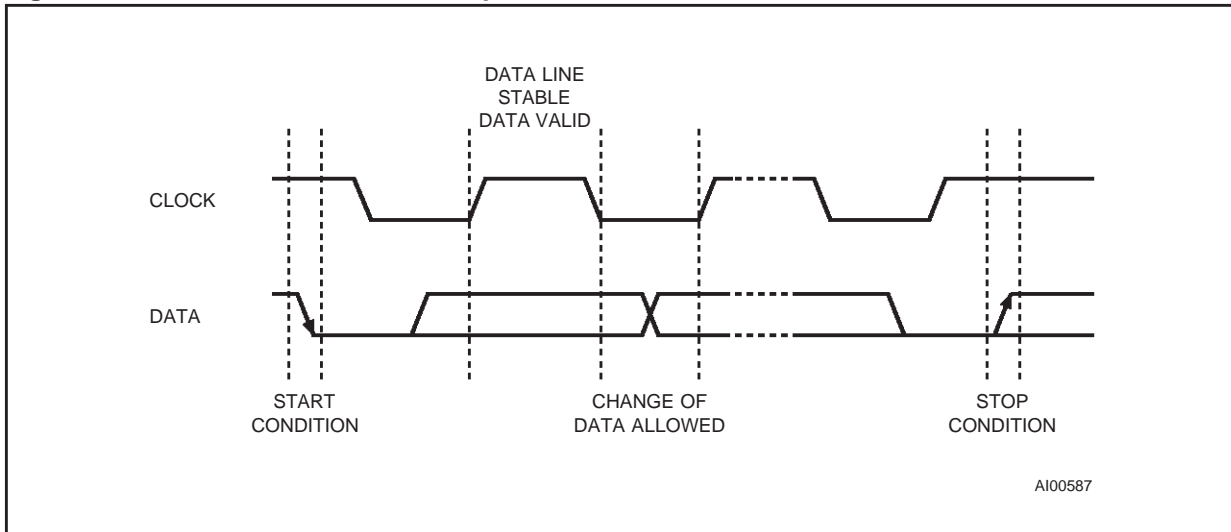 DATA LINE
STABLE
DATA VALID
CLOCK
DATA
START
CONDITION
CHANGE OF
DATA ALLOWED
STOP
CONDITION
AI00587